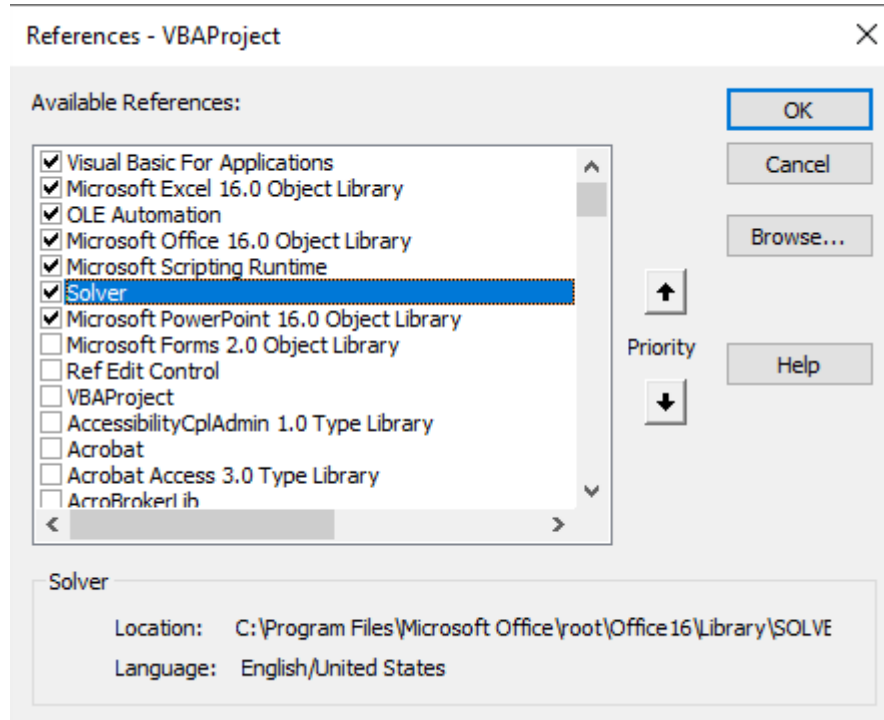 References - VBAProject
Available References:
OK
Visual Basic For Applications
Cancel
Microsoft Excel 16.0 Object Library
OLE Automation
Microsoft Office 16.0 Object Library
Browse...
Microsoft Scripting Runtime
Solver
Microsoft PowerPoint 16.0 Object Library
Microsoft Forms 2.0 Object Library
Priority
Ref Edit Control
Help
VBAProject
AccessibilityCplAdmin 1.0 Type Library
Acrobat
Acrobat Access 3.0 Type Library
AcroBrokerLib
Solver
Location: C:\Program Files\Microsoft Office\root\Office16\Library\SOLVE
Language: English/United States